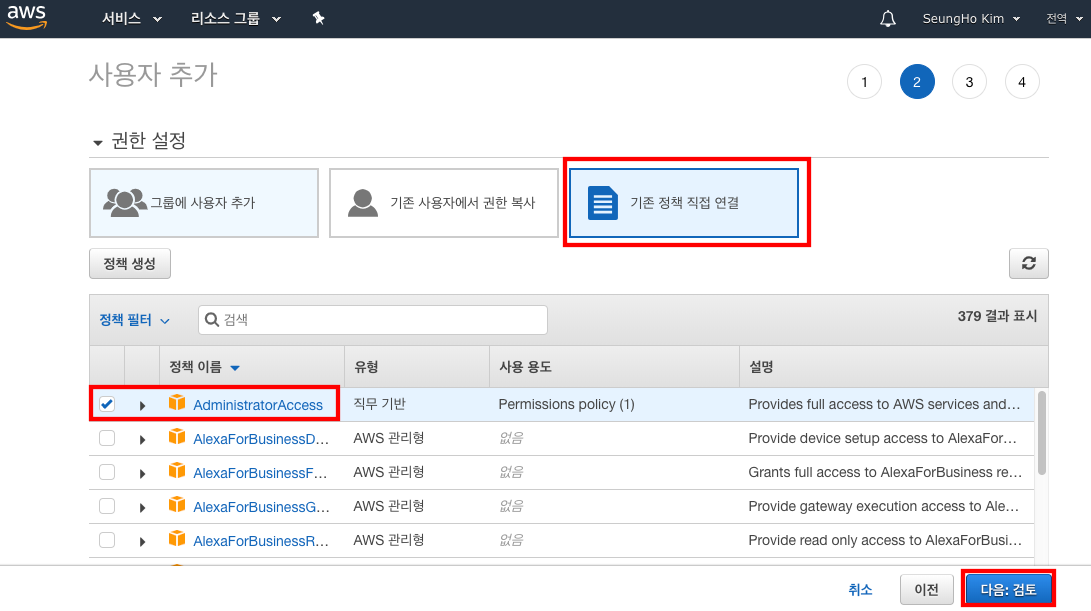 aws 서비스 리소스 그룹 SeungHo Kim 전역
사용자 추가 1 2 3 4
권한 설정
그룹에 사용자 추가 기존 사용자에서 권한 복사 기존 정책 직접 연결
정책 생성
정책 필터 검색 379 결과 표시
정책 이름 유형 사용 용도 설명
AdministratorAccess 직무 기반 Permissions policy (1) Provides full access to AWS services and…
AlexaForBusinessD… AWS 관리형 없음 Provide device setup access to AlexaFor…
AlexaForBusinessF… AWS 관리형 없음 Grants full access to AlexaForBusiness re…
AlexaForBusinessG… AWS 관리형 없음 Provide gateway execution access to Ale…
AlexaForBusinessR… AWS 관리형 없음 Provide read only access to AlexaForBusi…
취소 이전 다음: 검토